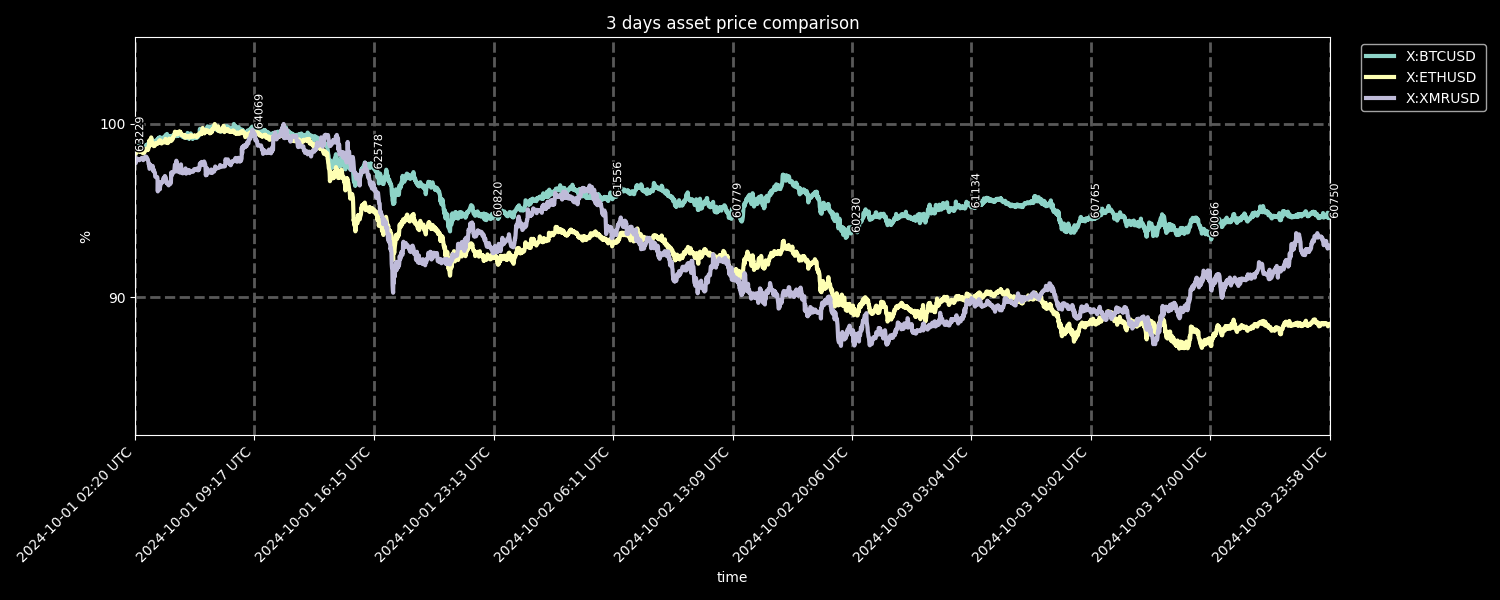 3 days asset price comparison
X:BTCUSD
X:ETHUSD
X:XMRUSD
100
90
%
63229
64069
62578
60820
61556
60779
60230
61134
60765
60066
60750
2024-10-01 02:20 UTC
2024-10-01 09:17 UTC
2024-10-01 16:15 UTC
2024-10-01 23:13 UTC
2024-10-02 06:11 UTC
2024-10-02 13:09 UTC
2024-10-02 20:06 UTC
2024-10-03 03:04 UTC
2024-10-03 10:02 UTC
2024-10-03 17:00 UTC
2024-10-03 23:58 UTC
time